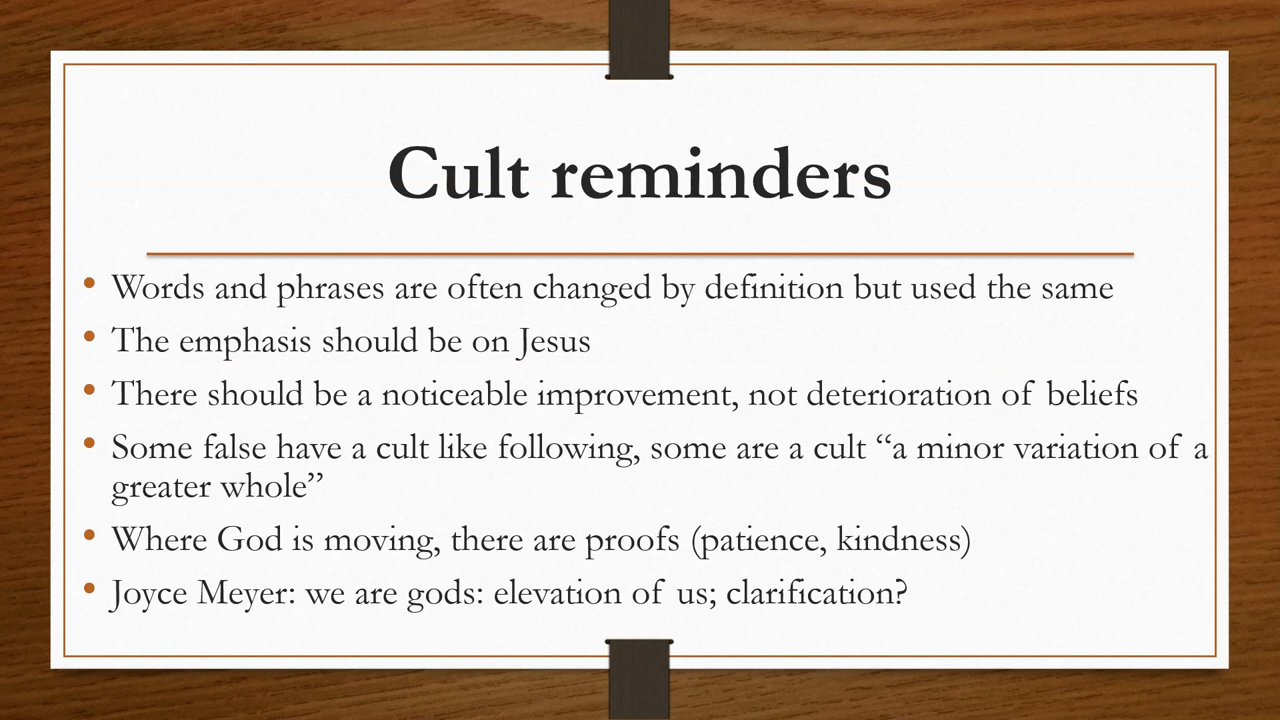 Cult reminders
• Words and phrases are often changed by definition but used the same
• The emphasis should be on Jesus
• There should be a noticeable improvement, not deterioration of beliefs
• Some false have a cult like following, some are a cult “a minor variation of a
greater whole”
• Where God is moving, there are proofs (patience, kindness)
• Joyce Meyer: we are gods: elevation of us; clarification?